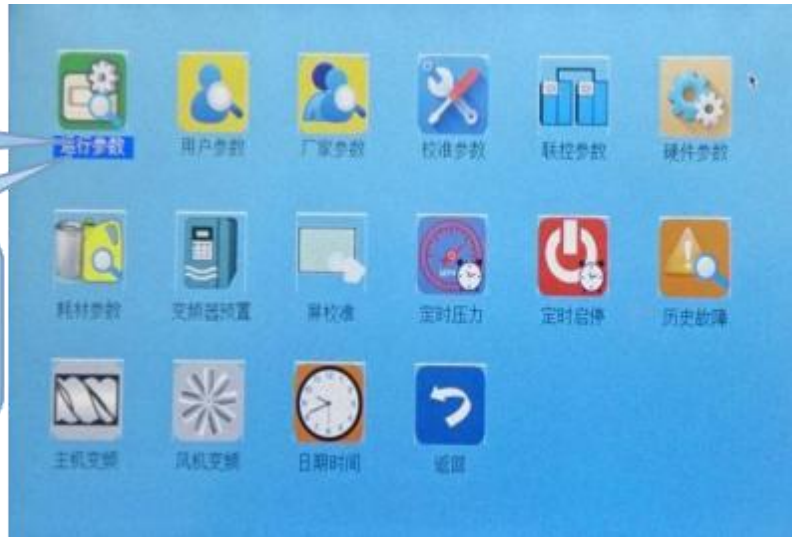 运行参数
用户参数
厂家参数
校准参数
联控参数
硬件参数
耗材参数
变频器预置
屏校准
定时压力
定时启停
历史故障
主机变频
风机变频
日期时间
返回